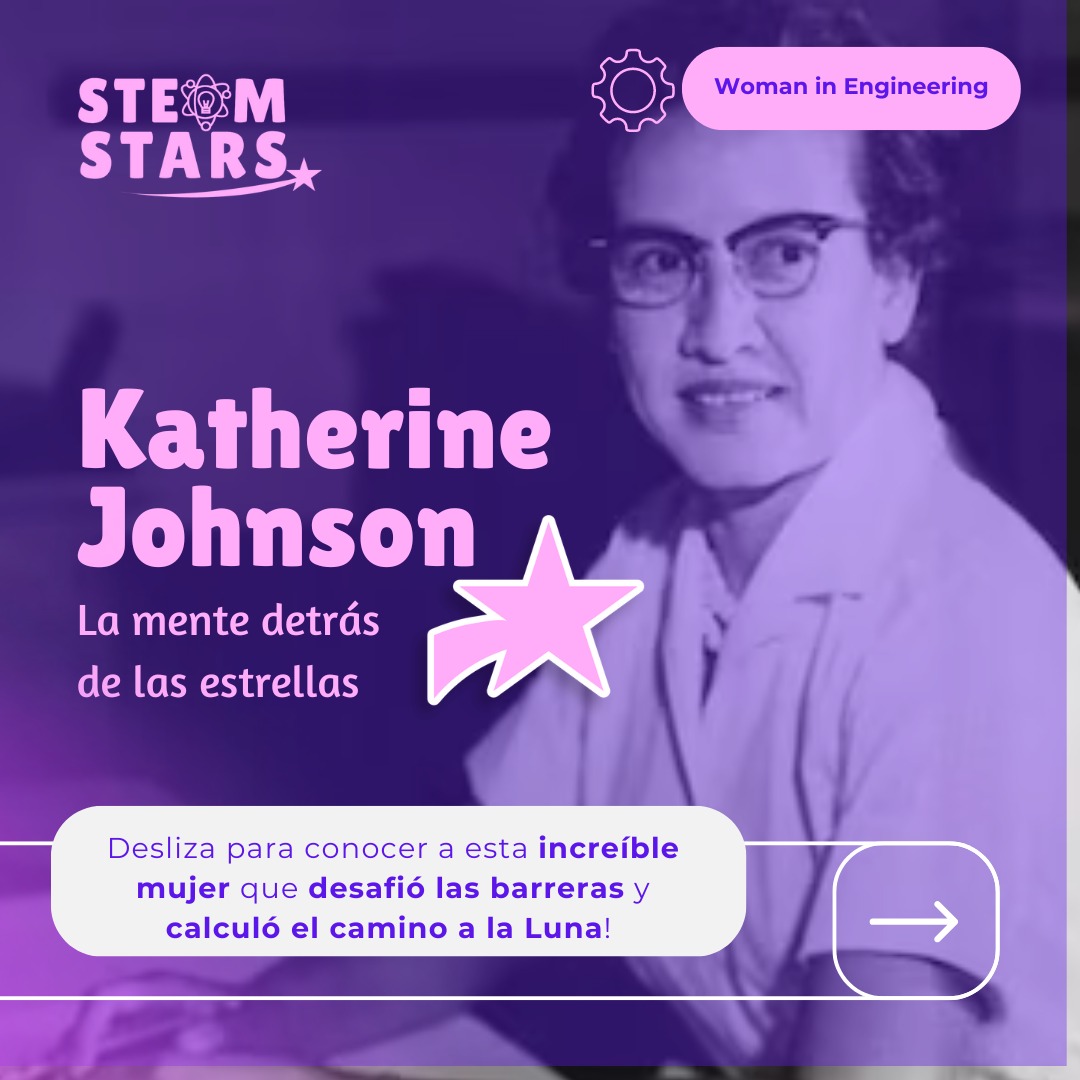 STEAM
STARS
Woman in Engineering
Katherine
Johnson
La mente detrás
de las estrellas
Desliza para conocer a esta increíble
mujer que desafió las barreras y
calculó el camino a la Luna!